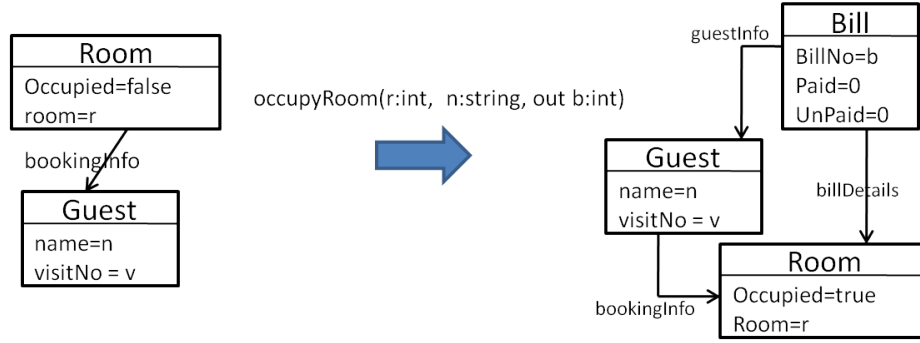 Room
Occupied=false
room=r
bookingInfo
Guest
name=n
visitNo = v
occupyRoom(r:int, n:string, out b:int)
Bill
BillNo=b
Paid=0
UnPaid=0
guestInfo
Guest
name=n
visitNo = v
billDetails
Room
Occupied=true
Room=r
bookingInfo